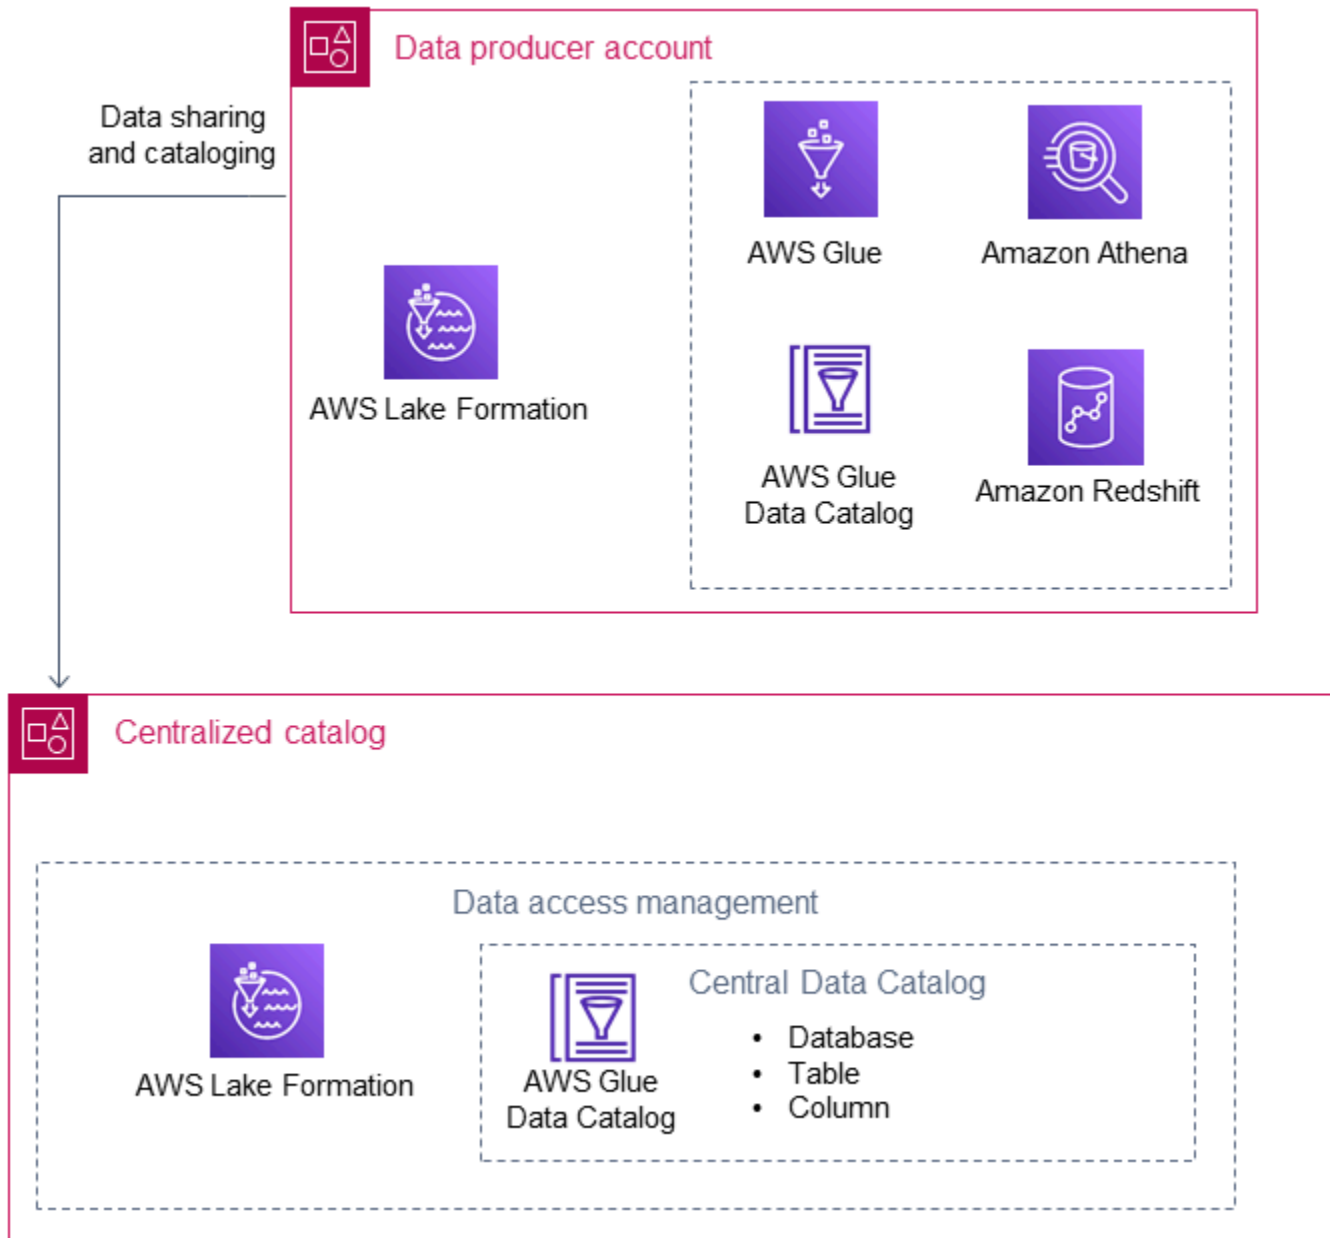 Data producer account
Data sharing
and cataloging
AWS Glue
Amazon Athena
AWS Lake Formation
AWS Glue
Data Catalog
Amazon Redshift
Centralized catalog
Data access management
Central Data Catalog
• Database
• Table
• Column
AWS Lake Formation
AWS Glue
Data Catalog